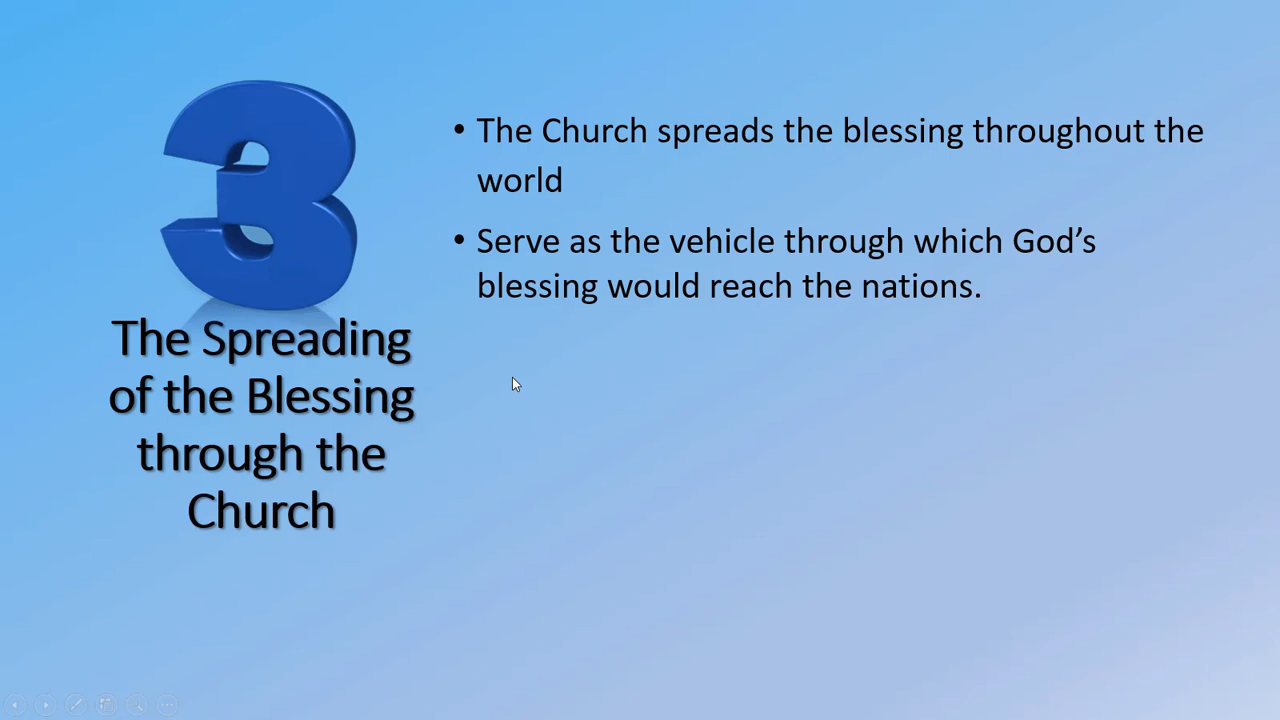 3
The Spreading
of the Blessing
through the
Church
• The Church spreads the blessing throughout the
world
• Serve as the vehicle through which God’s
blessing would reach the nations.